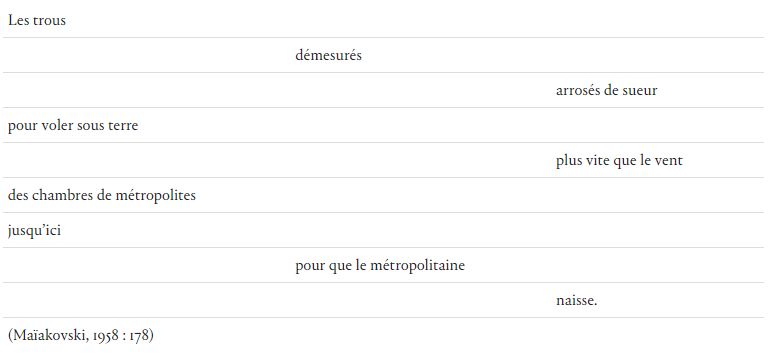 Les trous
démesurés
arrosés de sueur
pour voler sous terre
plus vite que le vent
des chambres de métropolites
jusqu’ici
pour que le métropolitaine
naisse.
(Maïakovski, 1958 : 178)